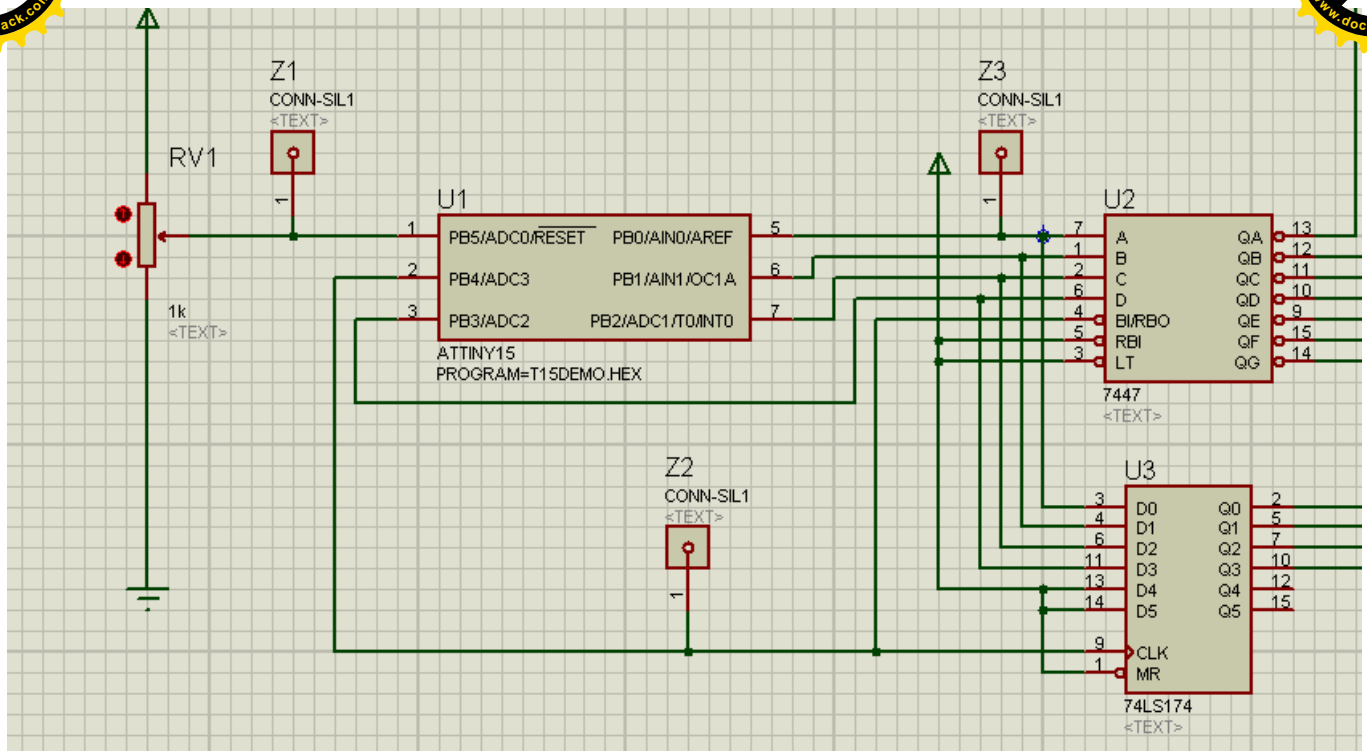 ack.com
www.doc
Z1
CONN-SIL1
<TEXT>
1
RV1
1k
<TEXT>
U1
1
PB5/ADC0/RESET
PB0/AIN0/AREF
5
2
PB4/ADC3
PB1/AIN1/OC1A
6
3
PB3/ADC2
PB2/ADC1/T0/INT0
7
ATTINY15
PROGRAM=T15DEMO.HEX
Z3
CONN-SIL1
<TEXT>
1
U2
7
A
QA
13
1
B
QB
12
2
C
QC
11
6
D
QD
10
4
BI/RBO
QE
9
5
RBI
QF
15
3
LT
QG
14
7447
<TEXT>
Z2
CONN-SIL1
<TEXT>
1
U3
3
D0
Q0
2
4
D1
Q1
5
6
D2
Q2
7
11
D3
Q3
10
13
D4
Q4
12
14
D5
Q5
15
9
CLK
1
MR
74LS174
<TEXT>